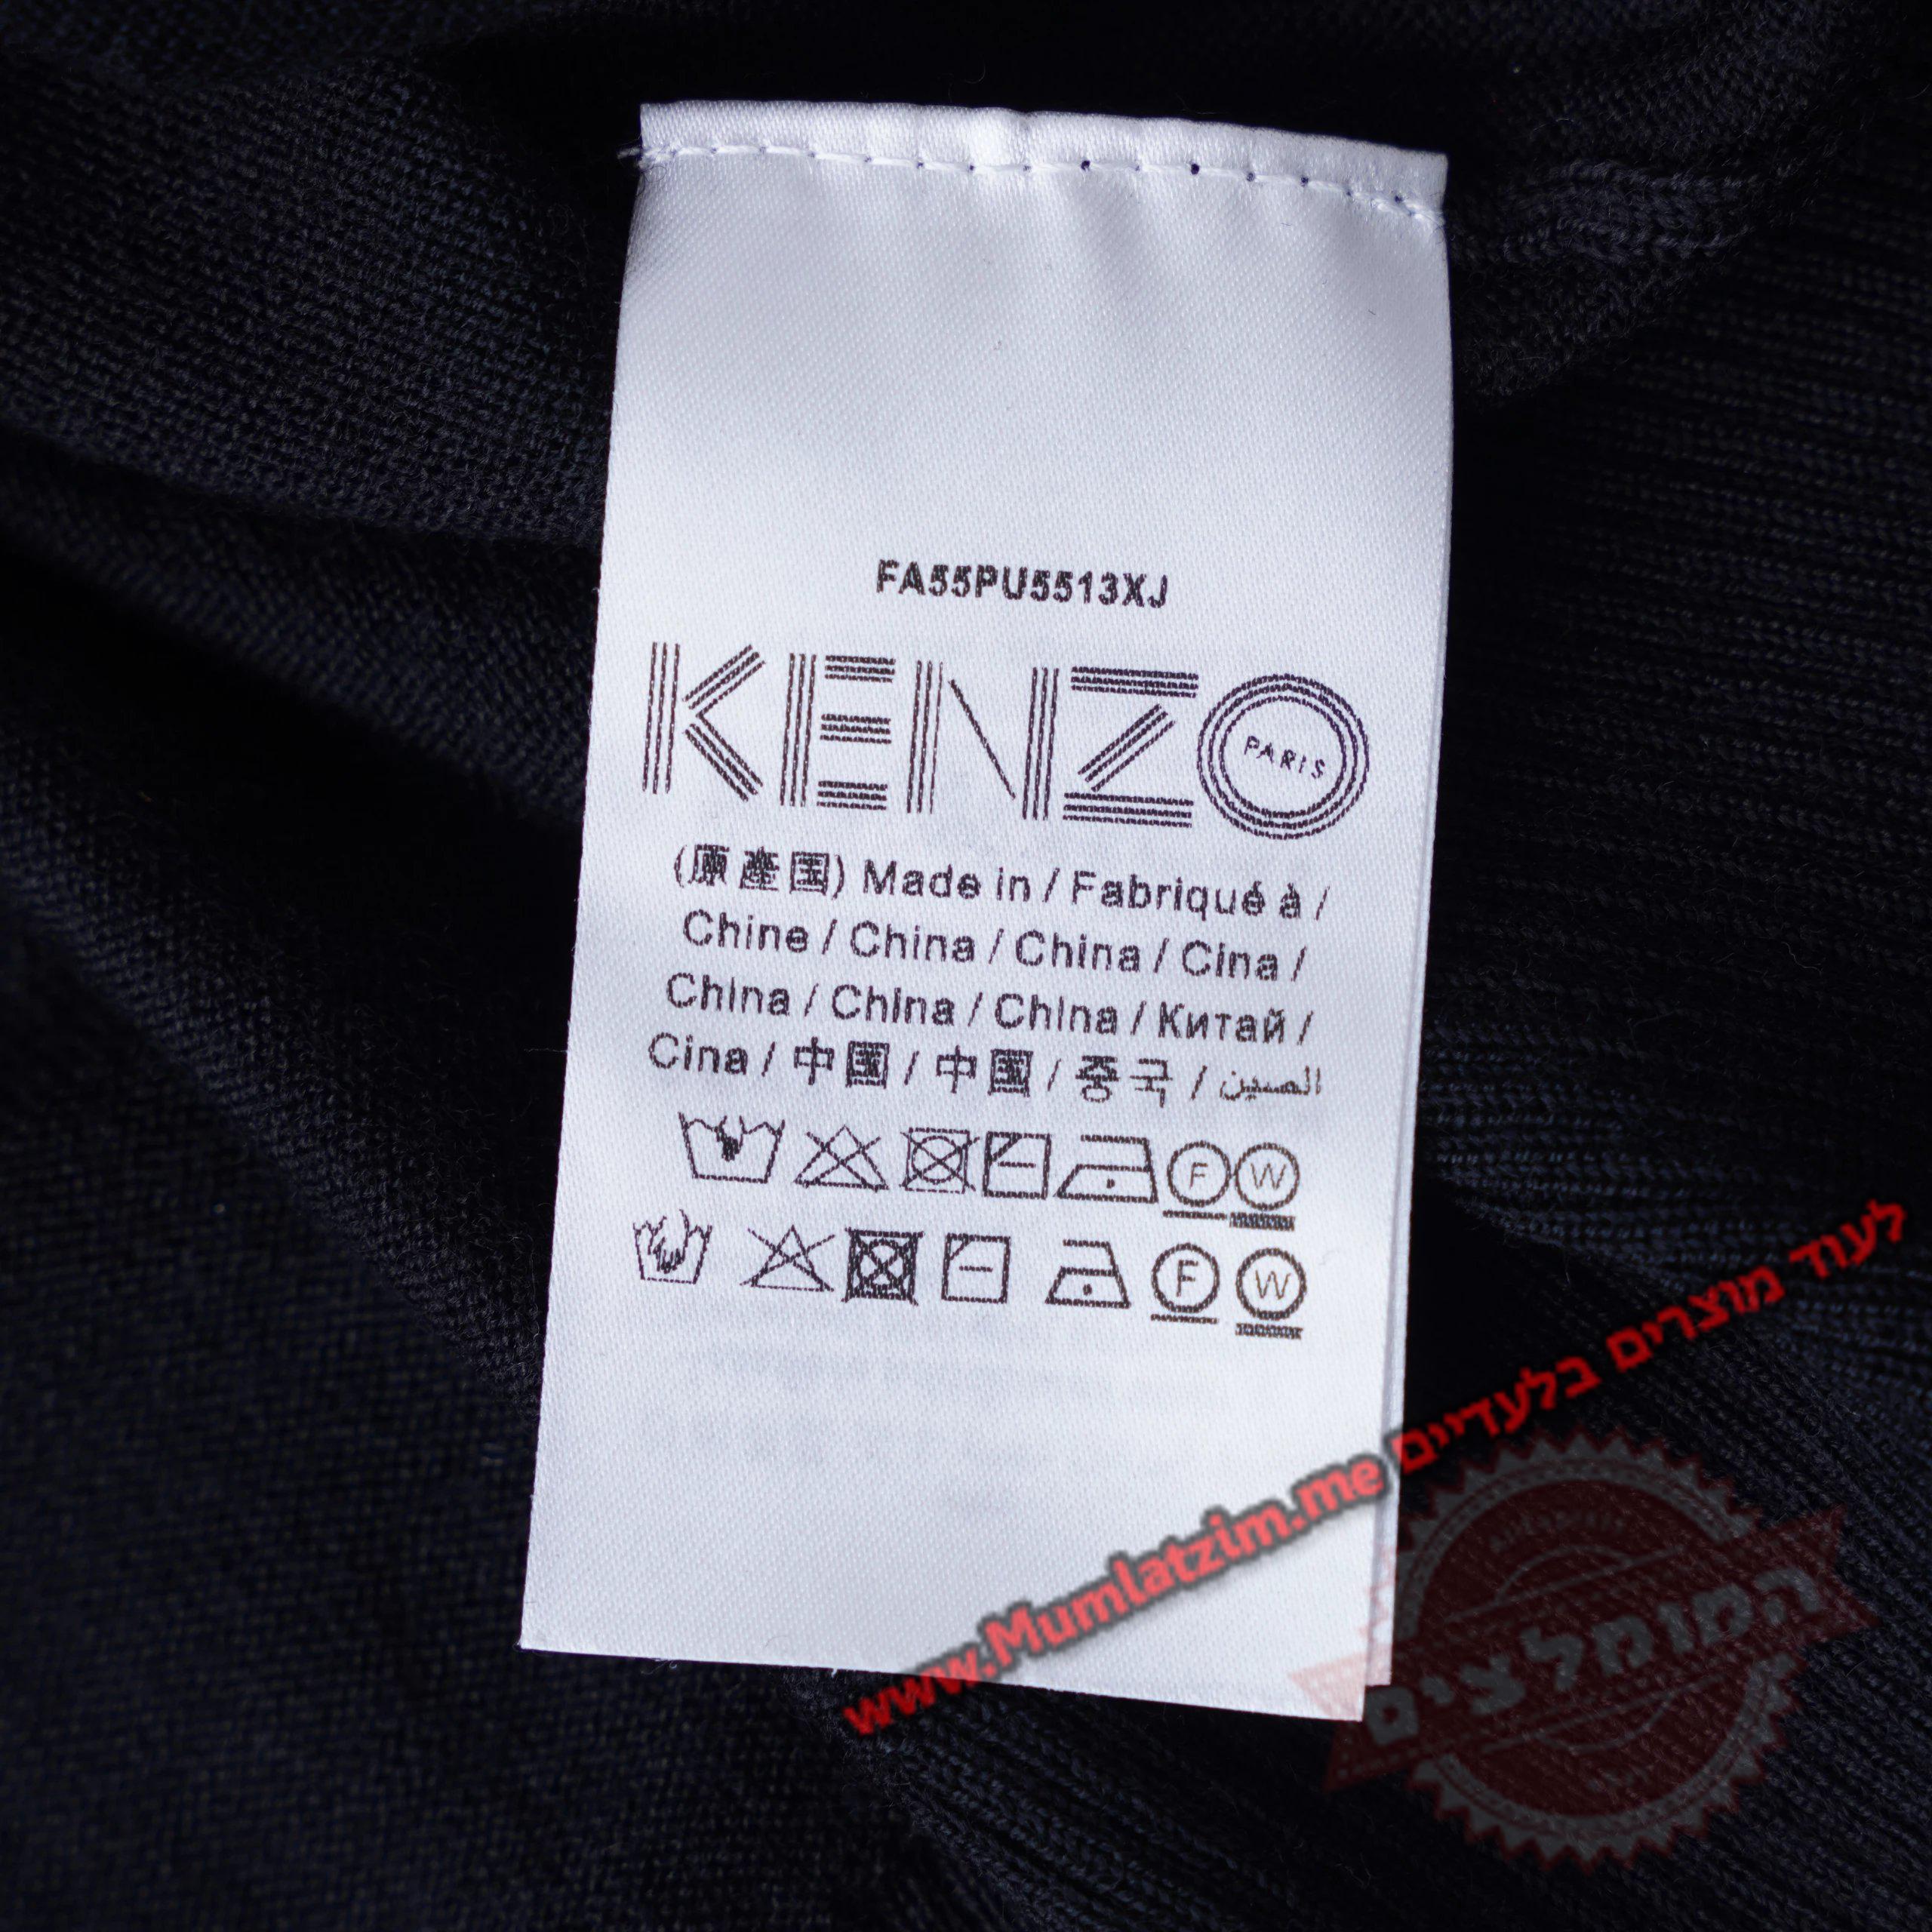 FA55PU5513XJ
KENZO
PARIS
(原産国) Made in / Fabriqué à /
Chine / China / China / Cina /
China / China / China / Китай /
Cina / 中国 / 中国 / 중국 / الصين
F W
F W
לעוד מוצרים בלעדיים www.Mumlatzim.me
המומלצים